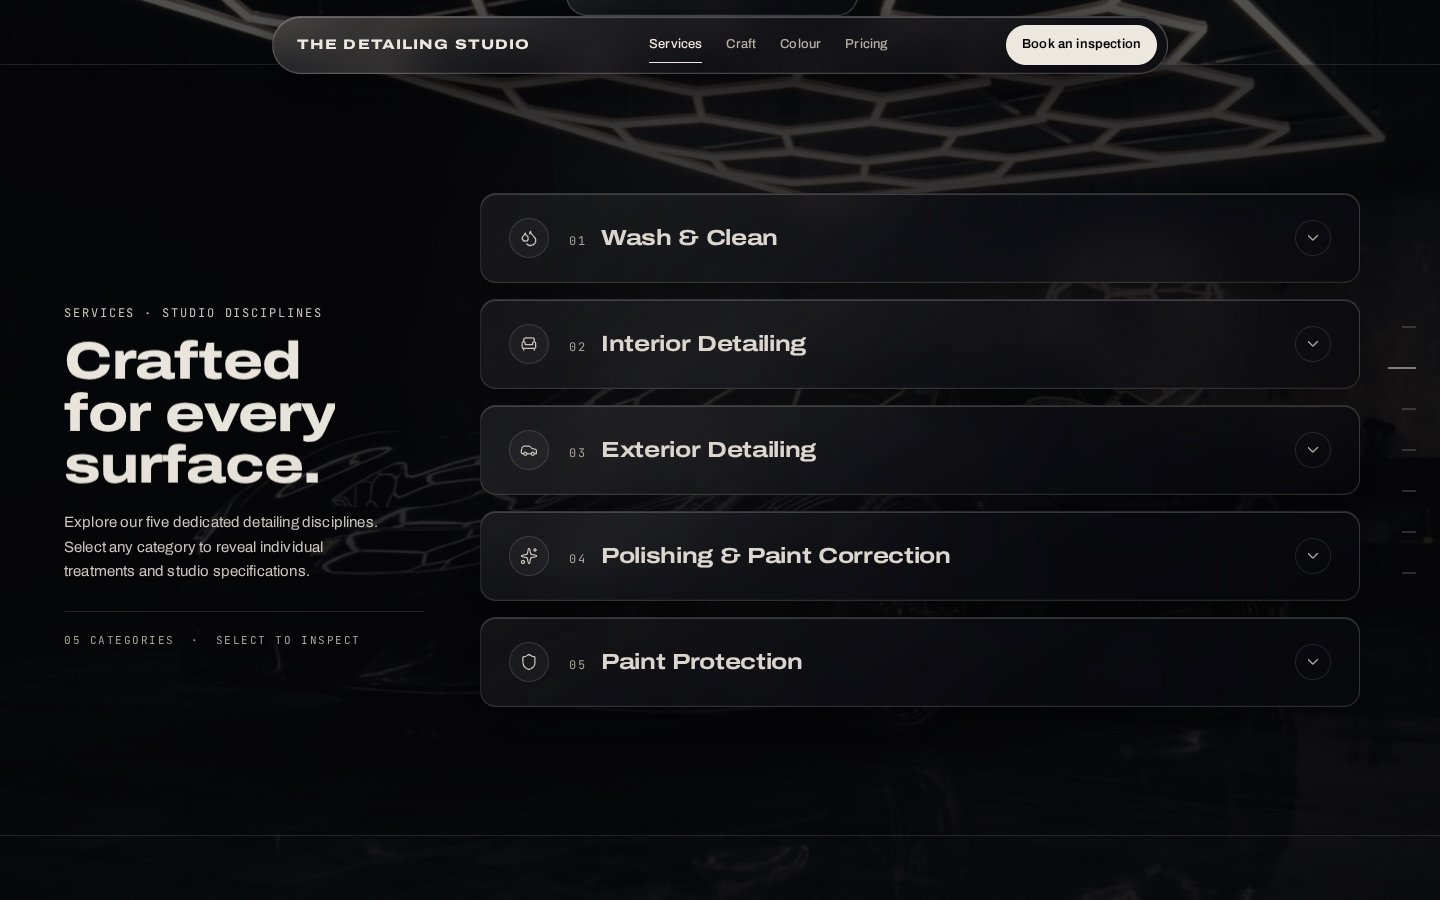 THE DETAILING STUDIO
Services
Craft
Colour
Pricing
Book an inspection
SERVICES · STUDIO DISCIPLINES
Crafted
for every
surface.
Explore our five dedicated detailing disciplines.
Select any category to reveal individual
treatments and studio specifications.
05 CATEGORIES · SELECT TO INSPECT
01 Wash & Clean
02 Interior Detailing
03 Exterior Detailing
04 Polishing & Paint Correction
05 Paint Protection